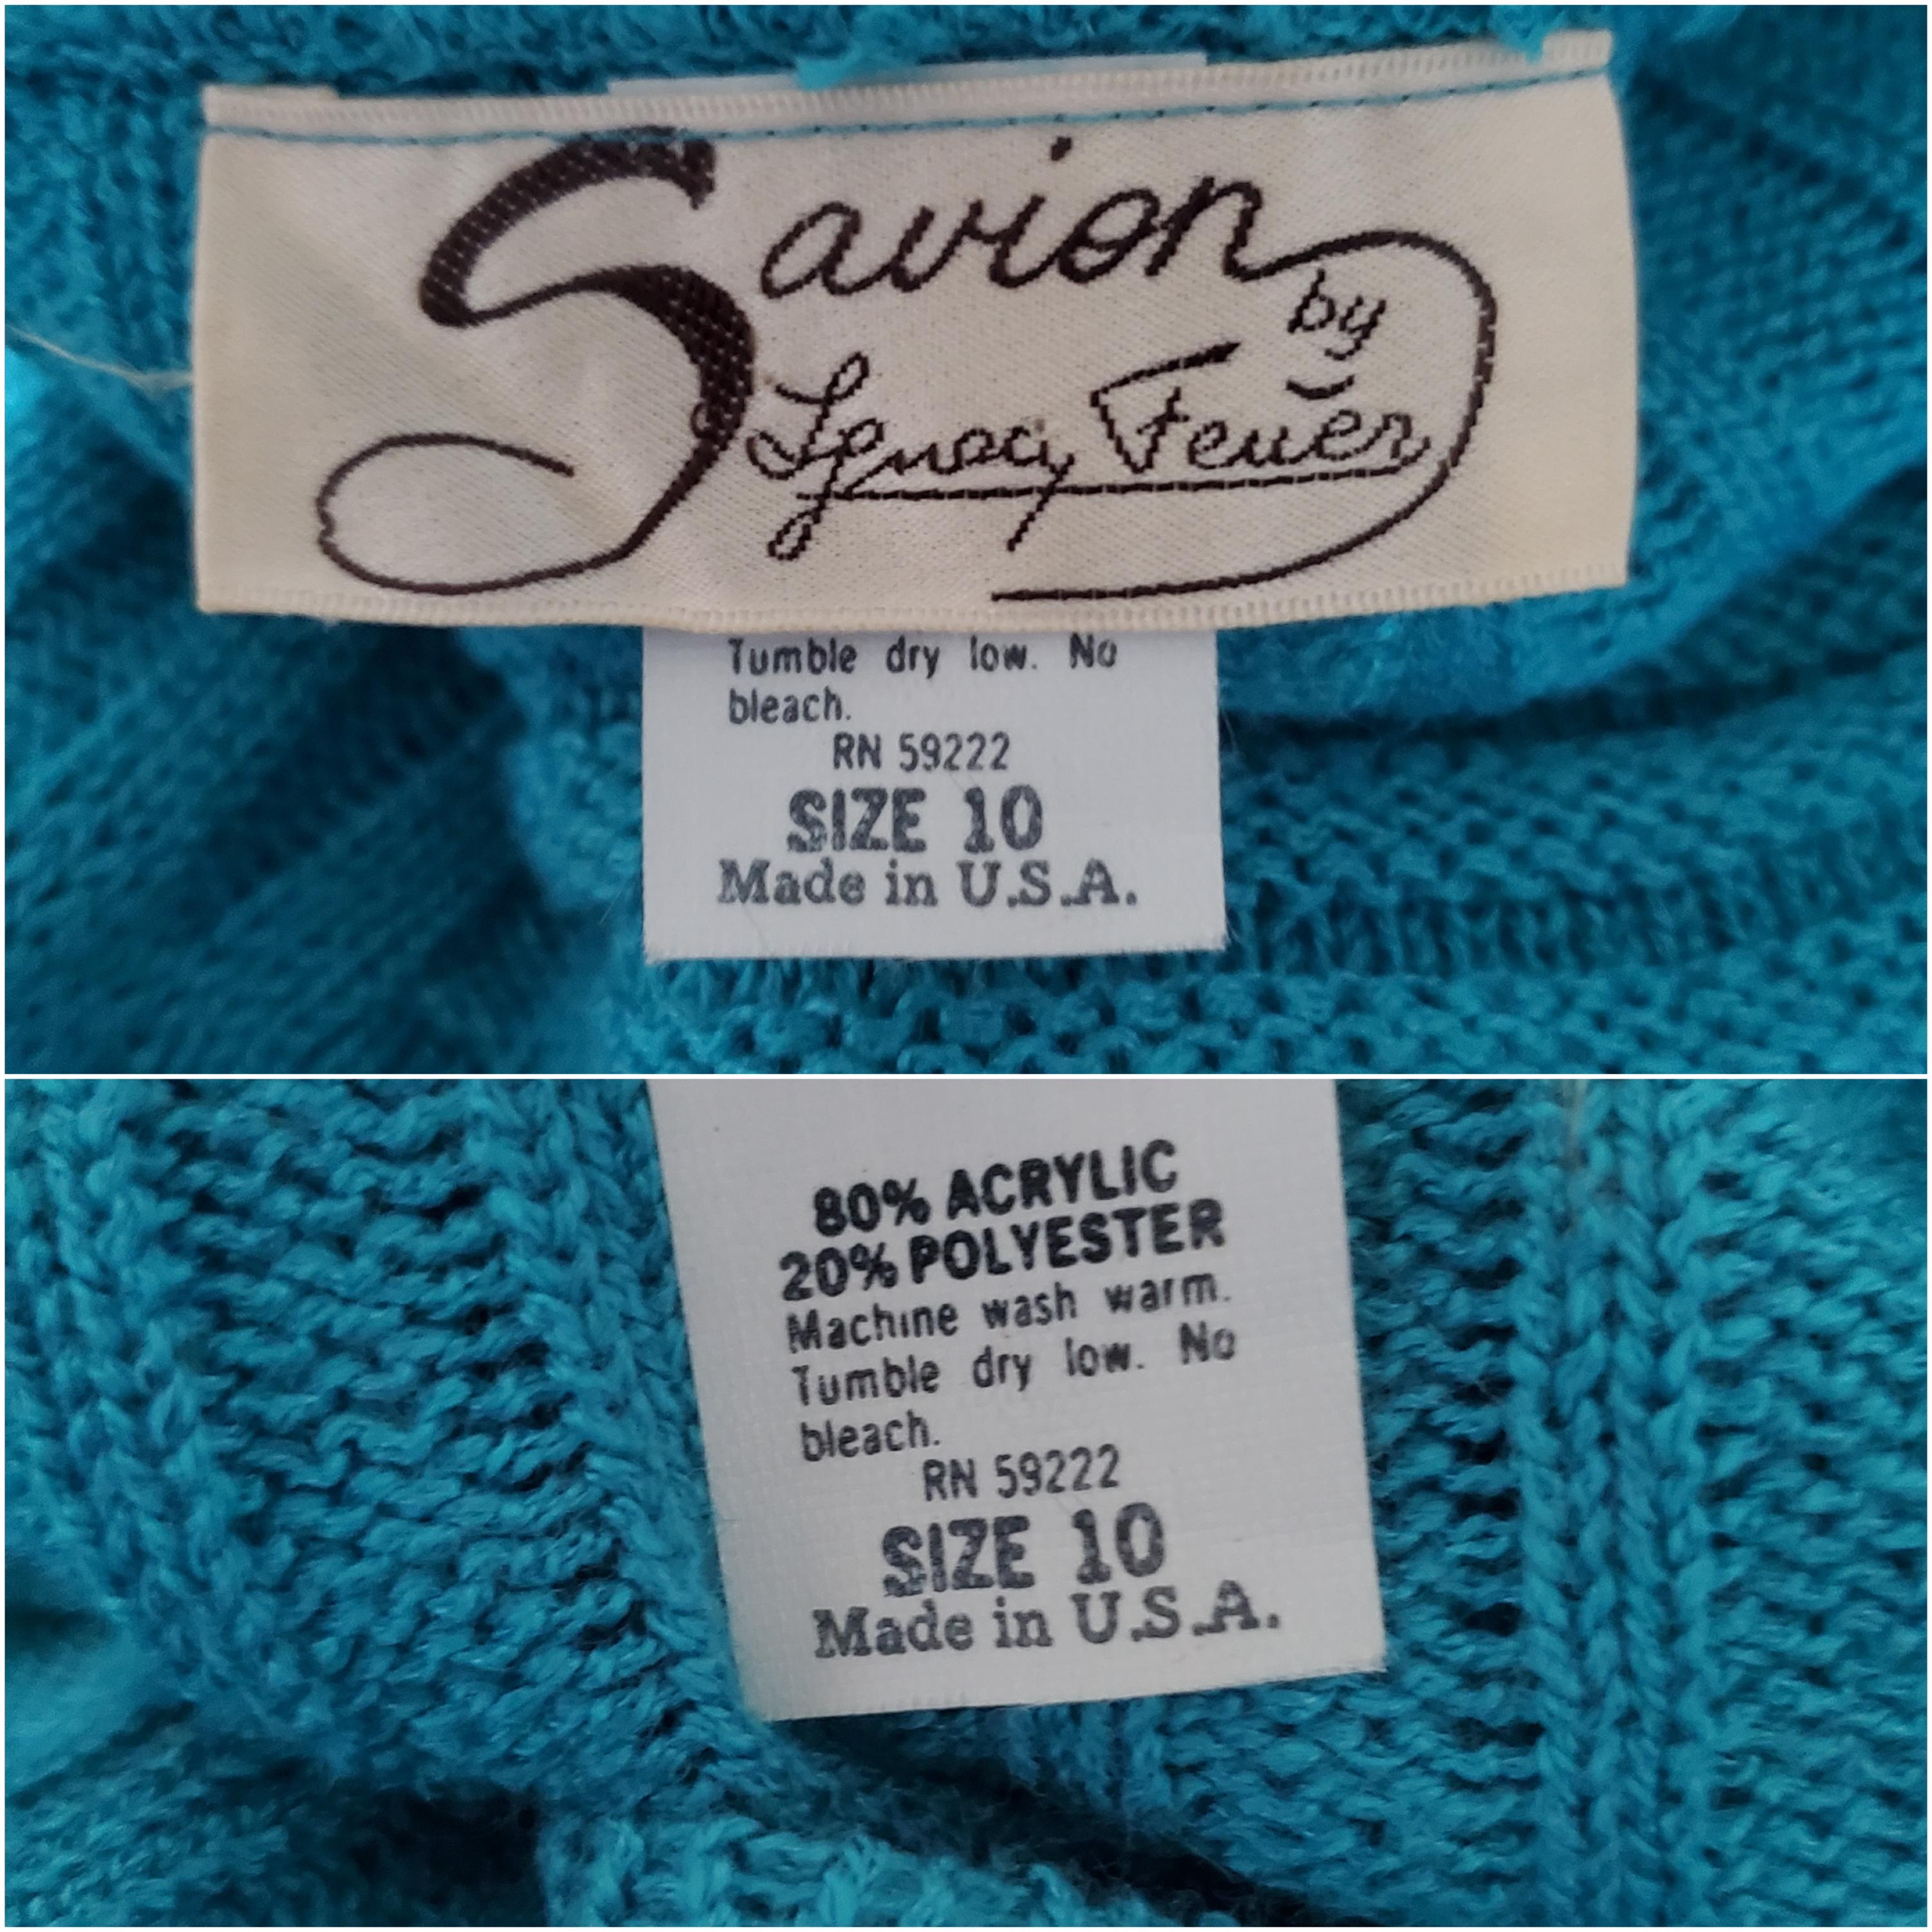 Savion
by
Ignacy Feuer
Tumble dry low. No
bleach.
RN 59222
SIZE 10
Made in U.S.A.
80% ACRYLIC
20% POLYESTER
Machine wash warm.
Tumble dry low. No
bleach.
RN 59222
SIZE 10
Made in U.S.A.